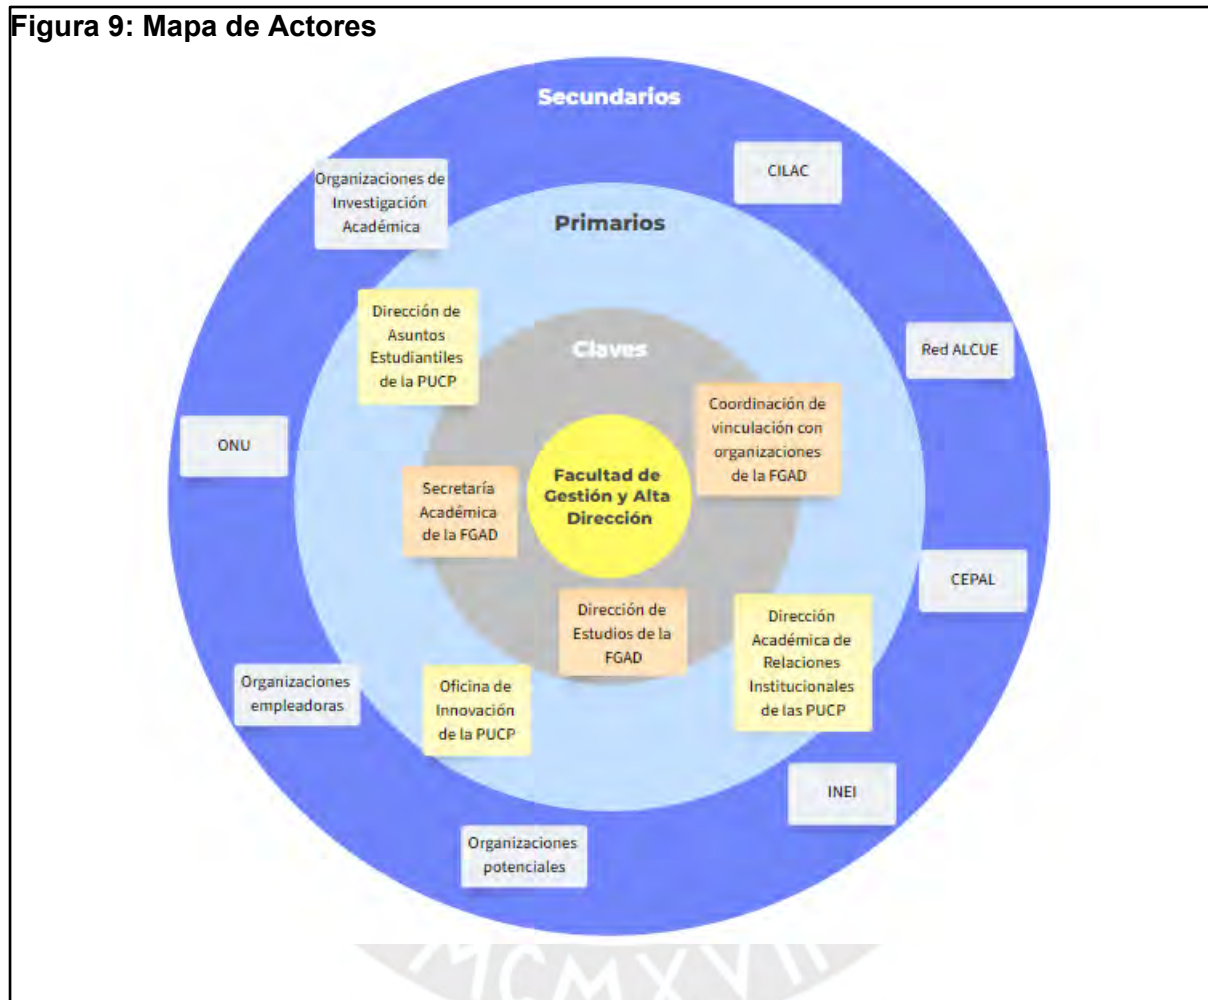 Figura 9: Mapa de Actores
Secundarios
CILAC
Organizaciones de
Investigación
Académica
Primarios
Dirección de
Asuntos
Estudiantiles
de la PUCP
Claves
Red ALCUE
Coordinación de
vinculación con
organizaciones
de la FGAD
ONU
Facultad de
Gestión y Alta
Dirección
Secretaría
Académica
de la FGAD
CEPAL
Dirección de
Estudios de la
FGAD
Dirección
Académica de
Relaciones
Institucionales
de las PUCP
Organizaciones
empleadoras
Oficina de
Innovación
de la PUCP
INEI
Organizaciones
potenciales
MCMXVII